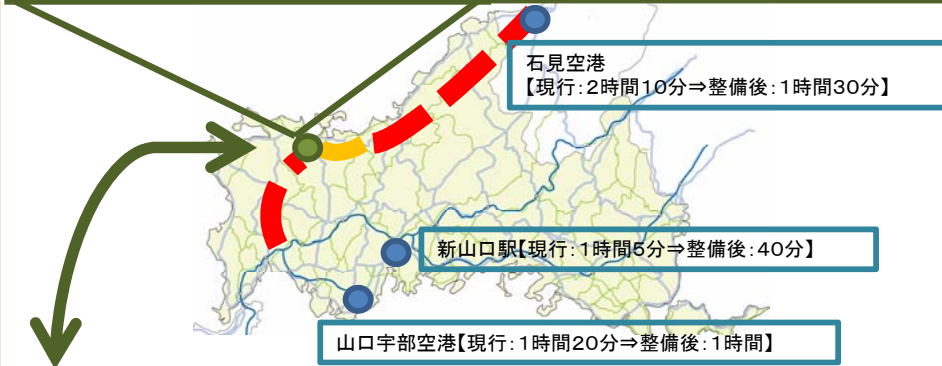 石見空港
【現行：2時間10分⇒整備後：1時間30分】
新山口駅【現行：1時間5分⇒整備後：40分】
山口宇部空港【現行：1時間20分⇒整備後：1時間】